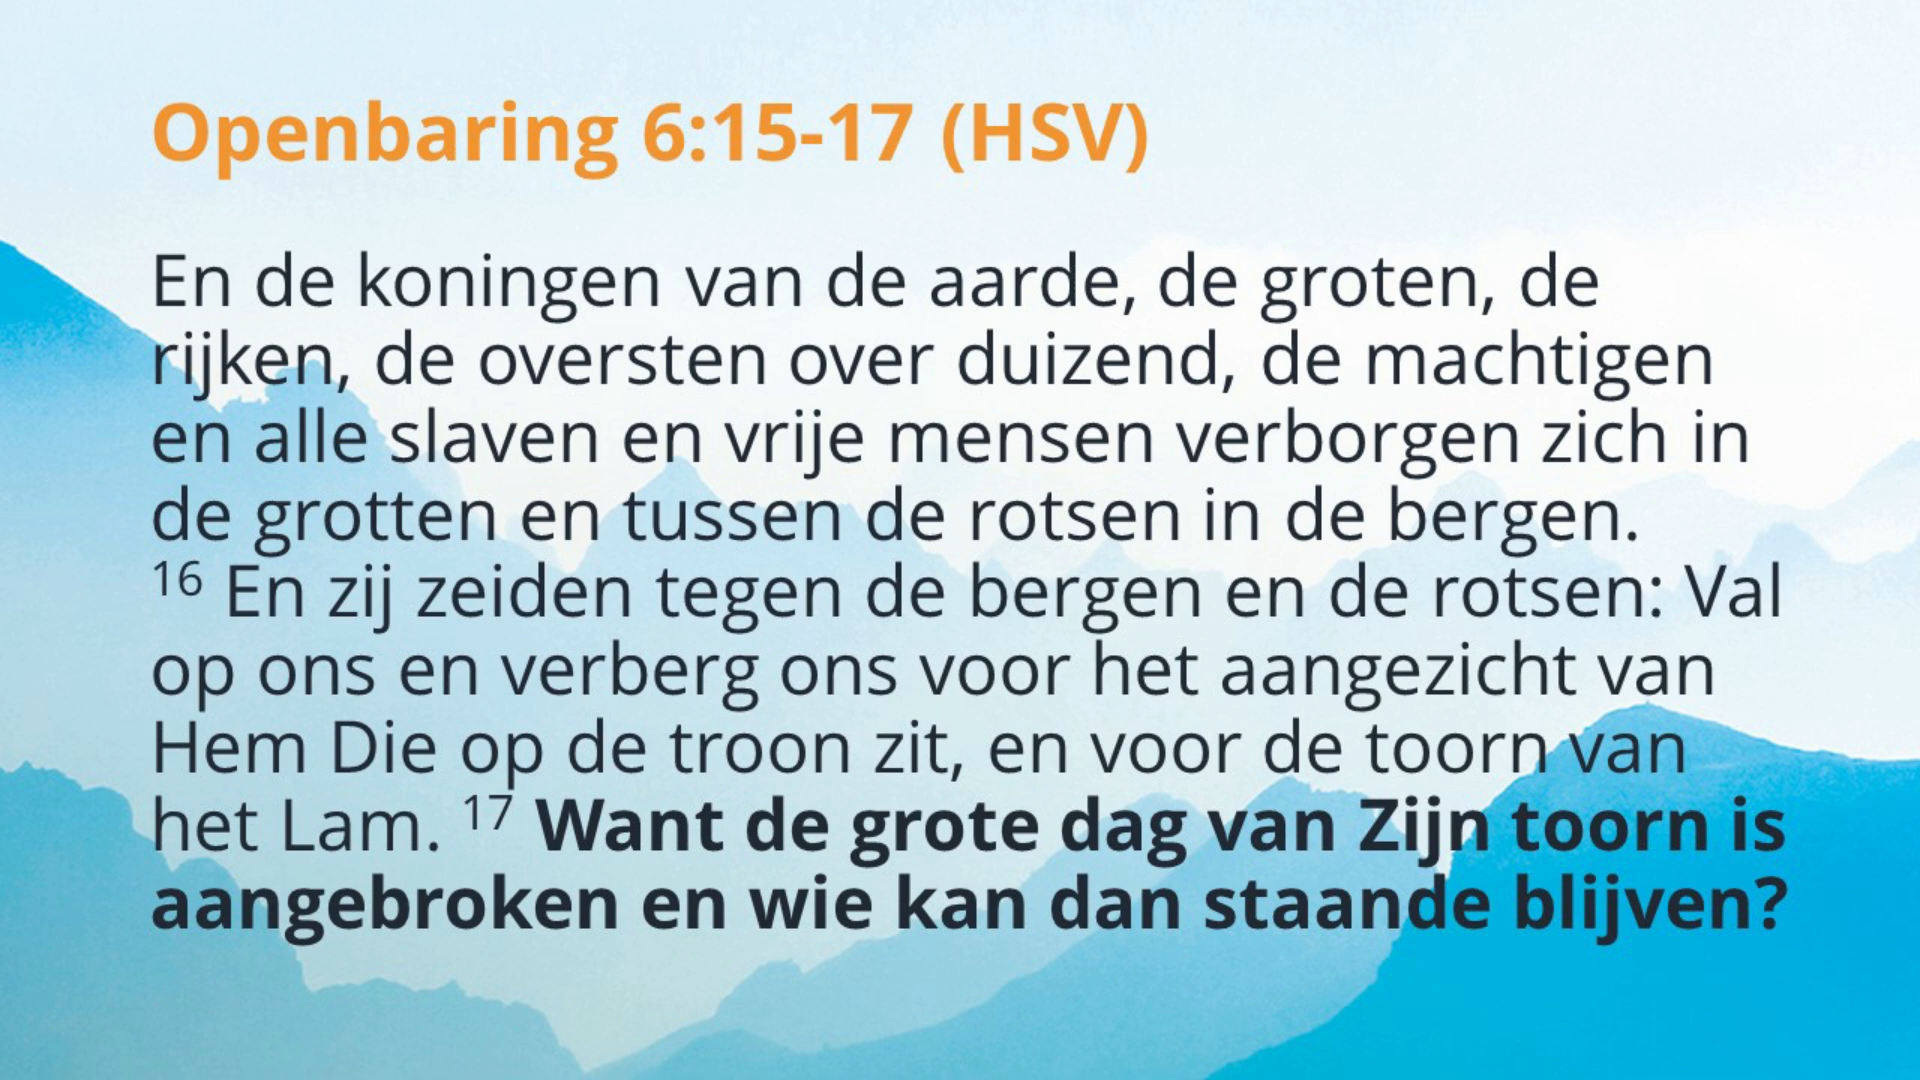 Openbaring 6:15-17 (HSV)
En de koningen van de aarde, de groten, de
rijken, de oversten over duizend, de machtigen
en alle slaven en vrije mensen verborgen zich in
de grotten en tussen de rotsen in de bergen.
16 En zij zeiden tegen de bergen en de rotsen: Val
op ons en verberg ons voor het aangezicht van
Hem Die op de troon zit, en voor de toorn van
het Lam. 17 Want de grote dag van Zijn toorn is
aangebroken en wie kan dan staande blijven?